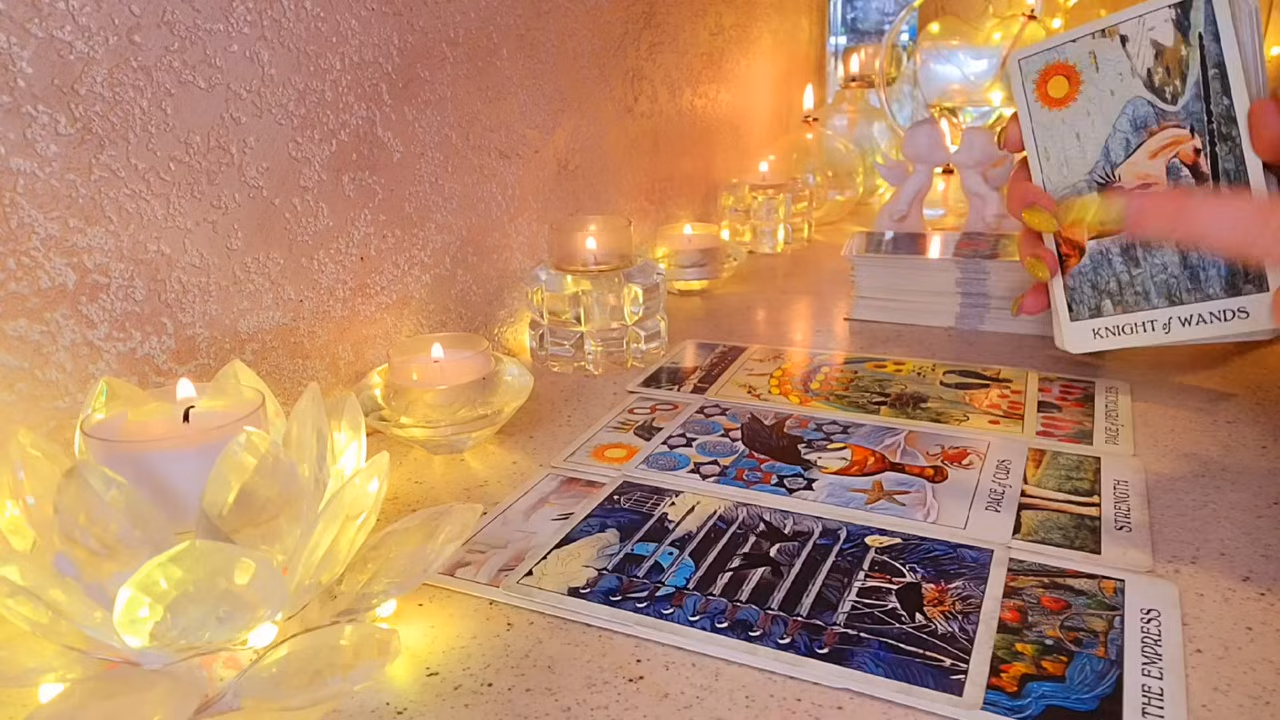 KNIGHT of WANDS
PAGE of PENTACLES
PAGE of CUPS
STRENGTH
THE EMPRESS